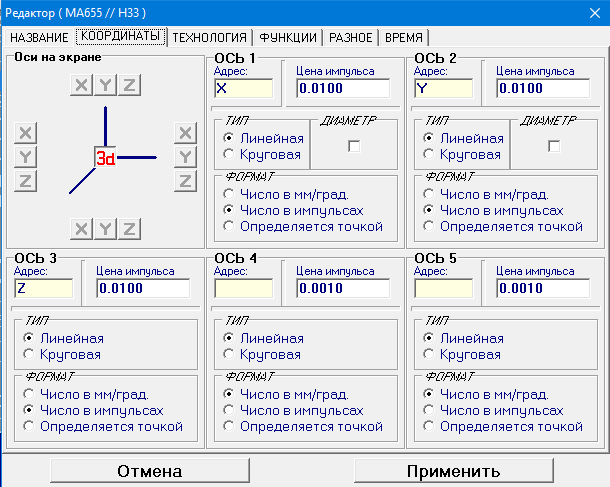 Редактор ( МА655 // Н33 )
НАЗВАНИЕ КООРДИНАТЫ ТЕХНОЛОГИЯ ФУНКЦИИ РАЗНОЕ ВРЕМЯ
Оси на экране
X Y Z
X
Y
Z
3d
X
Y
Z
X Y Z
ОСЬ 1
Адрес: Цена импульса
X 0.0100
ТИП ДИАМЕТР
Линейная
Круговая
ФОРМАТ
Число в мм/град.
Число в импульсах
Определяется точкой
ОСЬ 2
Адрес: Цена импульса
Y 0.0100
ТИП ДИАМЕТР
Линейная
Круговая
ФОРМАТ
Число в мм/град.
Число в импульсах
Определяется точкой
ОСЬ 3
Адрес: Цена импульса
Z 0.0100
ТИП
Линейная
Круговая
ФОРМАТ
Число в мм/град.
Число в импульсах
Определяется точкой
ОСЬ 4
Адрес: Цена импульса
0.0010
ТИП
Линейная
Круговая
ФОРМАТ
Число в мм/град.
Число в импульсах
Определяется точкой
ОСЬ 5
Адрес: Цена импульса
0.0010
ТИП
Линейная
Круговая
ФОРМАТ
Число в мм/град.
Число в импульсах
Определяется точкой
Отмена Применить